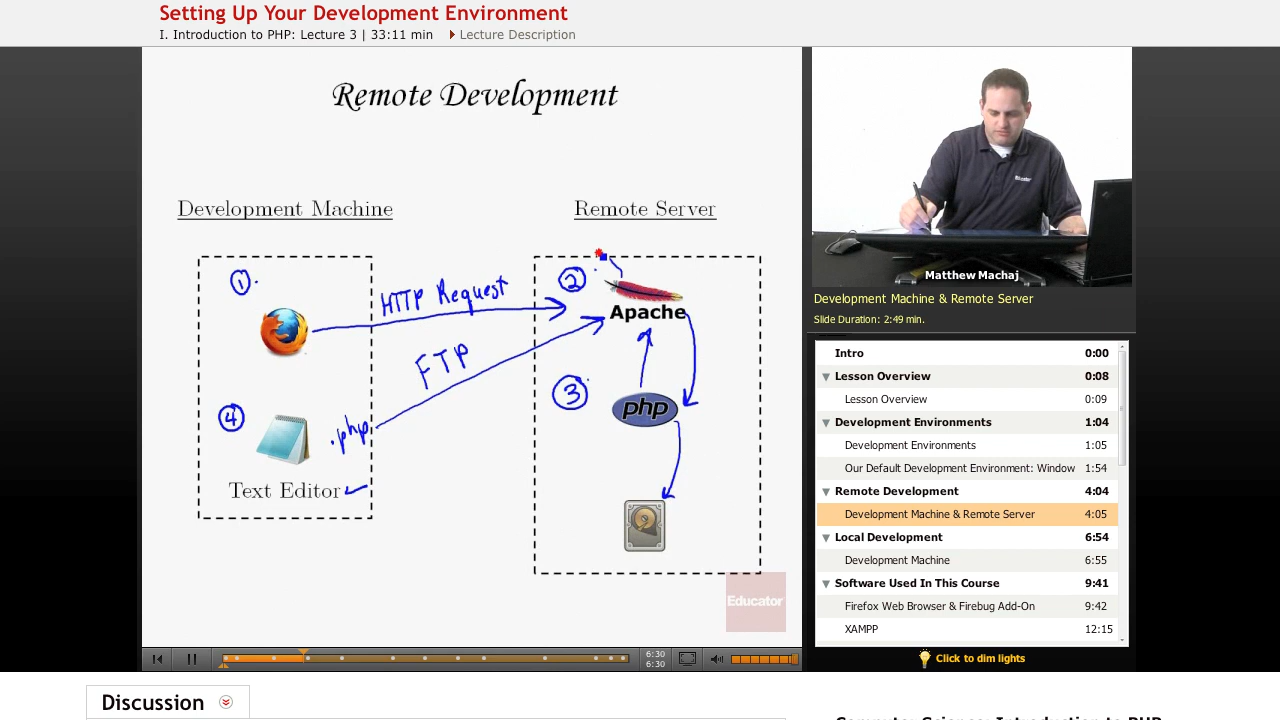 Setting Up Your Development Environment
I. Introduction to PHP: Lecture 3 | 33:11 min Lecture Description
Remote Development
Development Machine
Remote Server
1
2
HTTP Request
Apache
FTP
3
php
4
.php
Text Editor
Educator
6:30
6:30
Matthew Machaj
Development Machine & Remote Server
Slide Duration: 2:49 min.
Intro 0:00
Lesson Overview 0:08
Lesson Overview 0:09
Development Environments 1:04
Development Environments 1:05
Our Default Development Environment: Window 1:54
Remote Development 4:04
Development Machine & Remote Server 4:05
Local Development 6:54
Development Machine 6:55
Software Used In This Course 9:41
Firefox Web Browser & Firebug Add-On 9:42
XAMPP 12:15
Click to dim lights
Discussion
Computer Science: Introduction to PHP